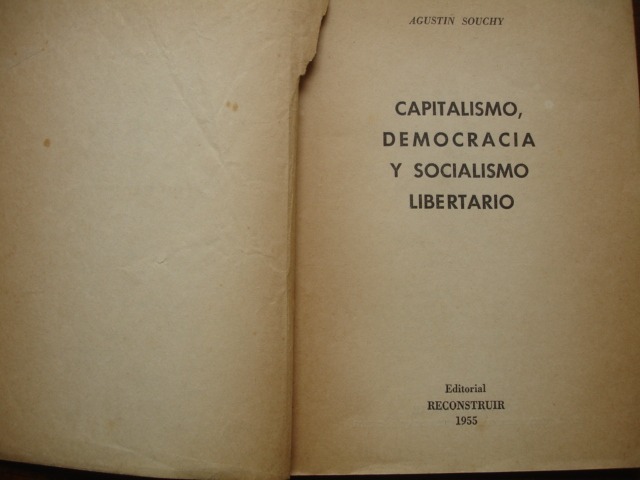 AGUSTIN SOUCHY
CAPITALISMO,
DEMOCRACIA
Y SOCIALISMO
LIBERTARIO
Editorial
RECONSTRUIR
1955